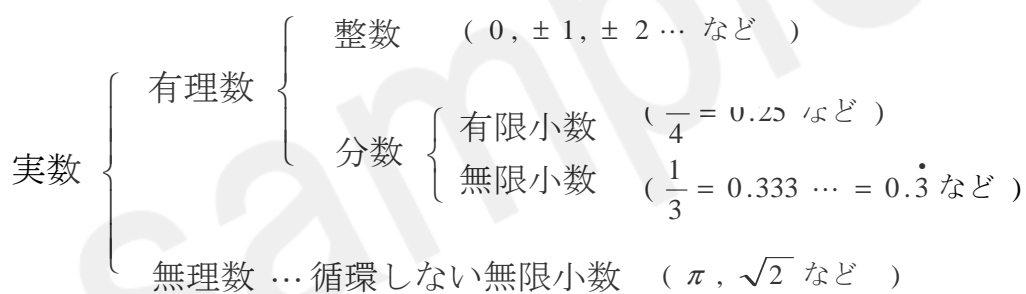 整数 ( 0 , ± 1 , ± 2 … など )
有理数
分数
有限小数 ( /4 = 0.25 など )
実数
無限小数 ( 1/3 = 0.333 … = 0.3̇ など )
無理数 … 循環しない無限小数 ( π , √2 など )
sample